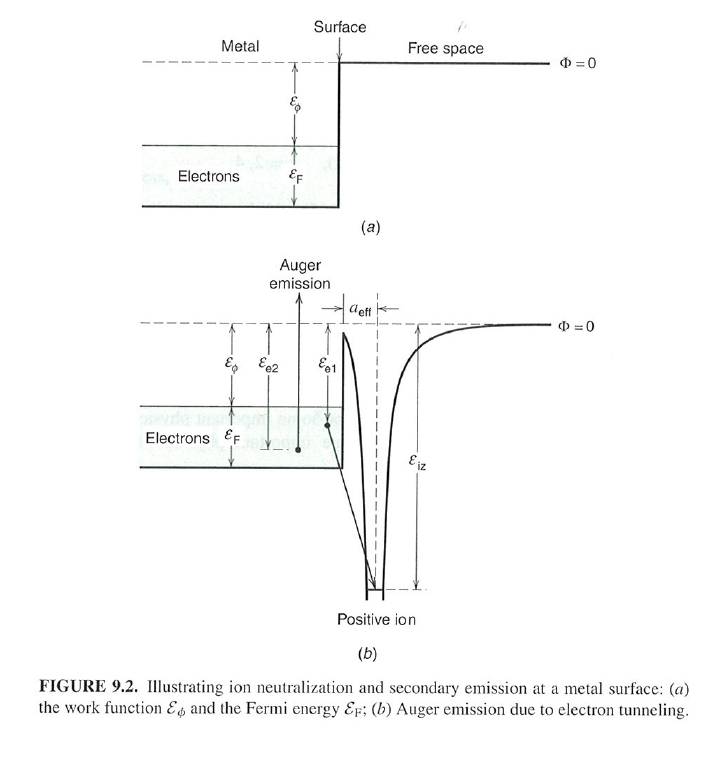 Surface
Metal
Free space
Φ = 0
ℰϕ
Electrons
ℰF
(a)
Auger
emission
aeff
Φ = 0
ℰϕ
ℰe2
ℰe1
Electrons
ℰF
ℰiz
Positive ion
(b)
FIGURE 9.2. Illustrating ion neutralization and secondary emission at a metal surface: (a)
the work function ℰϕ and the Fermi energy ℰF; (b) Auger emission due to electron tunneling.